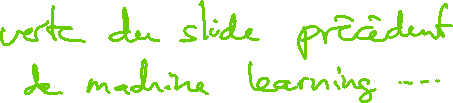 verte du slide précédent
de machine learning ....